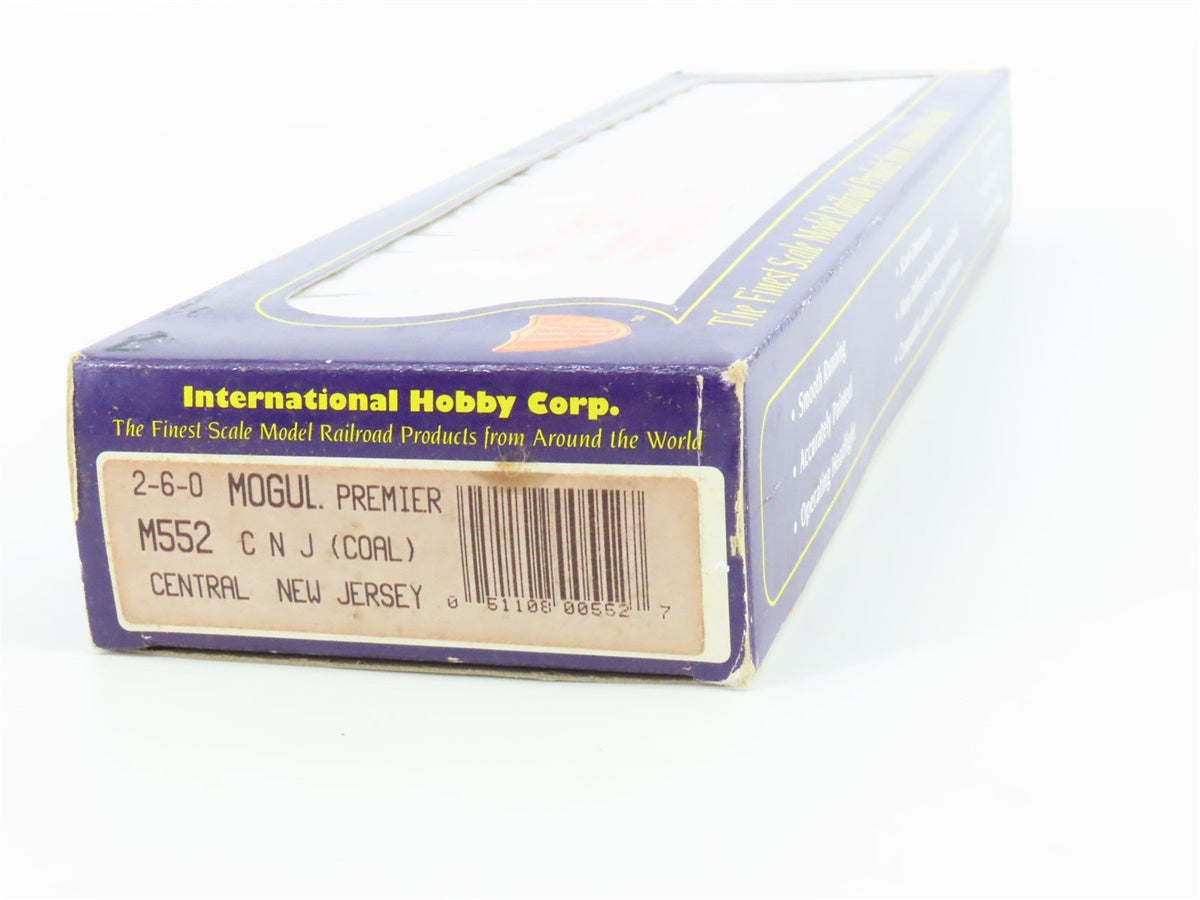 International Hobby Corp.
The Finest Scale Model Railroad Products from Around the World
2-6-0 MOGUL. PREMIER
M552 C N J (COAL)
CENTRAL NEW JERSEY
0 51108 00552 7
The Finest Scale Model Railroad Products from Around the World
TM
• Smooth Running
• Accurately Painted
• Operating Headlight